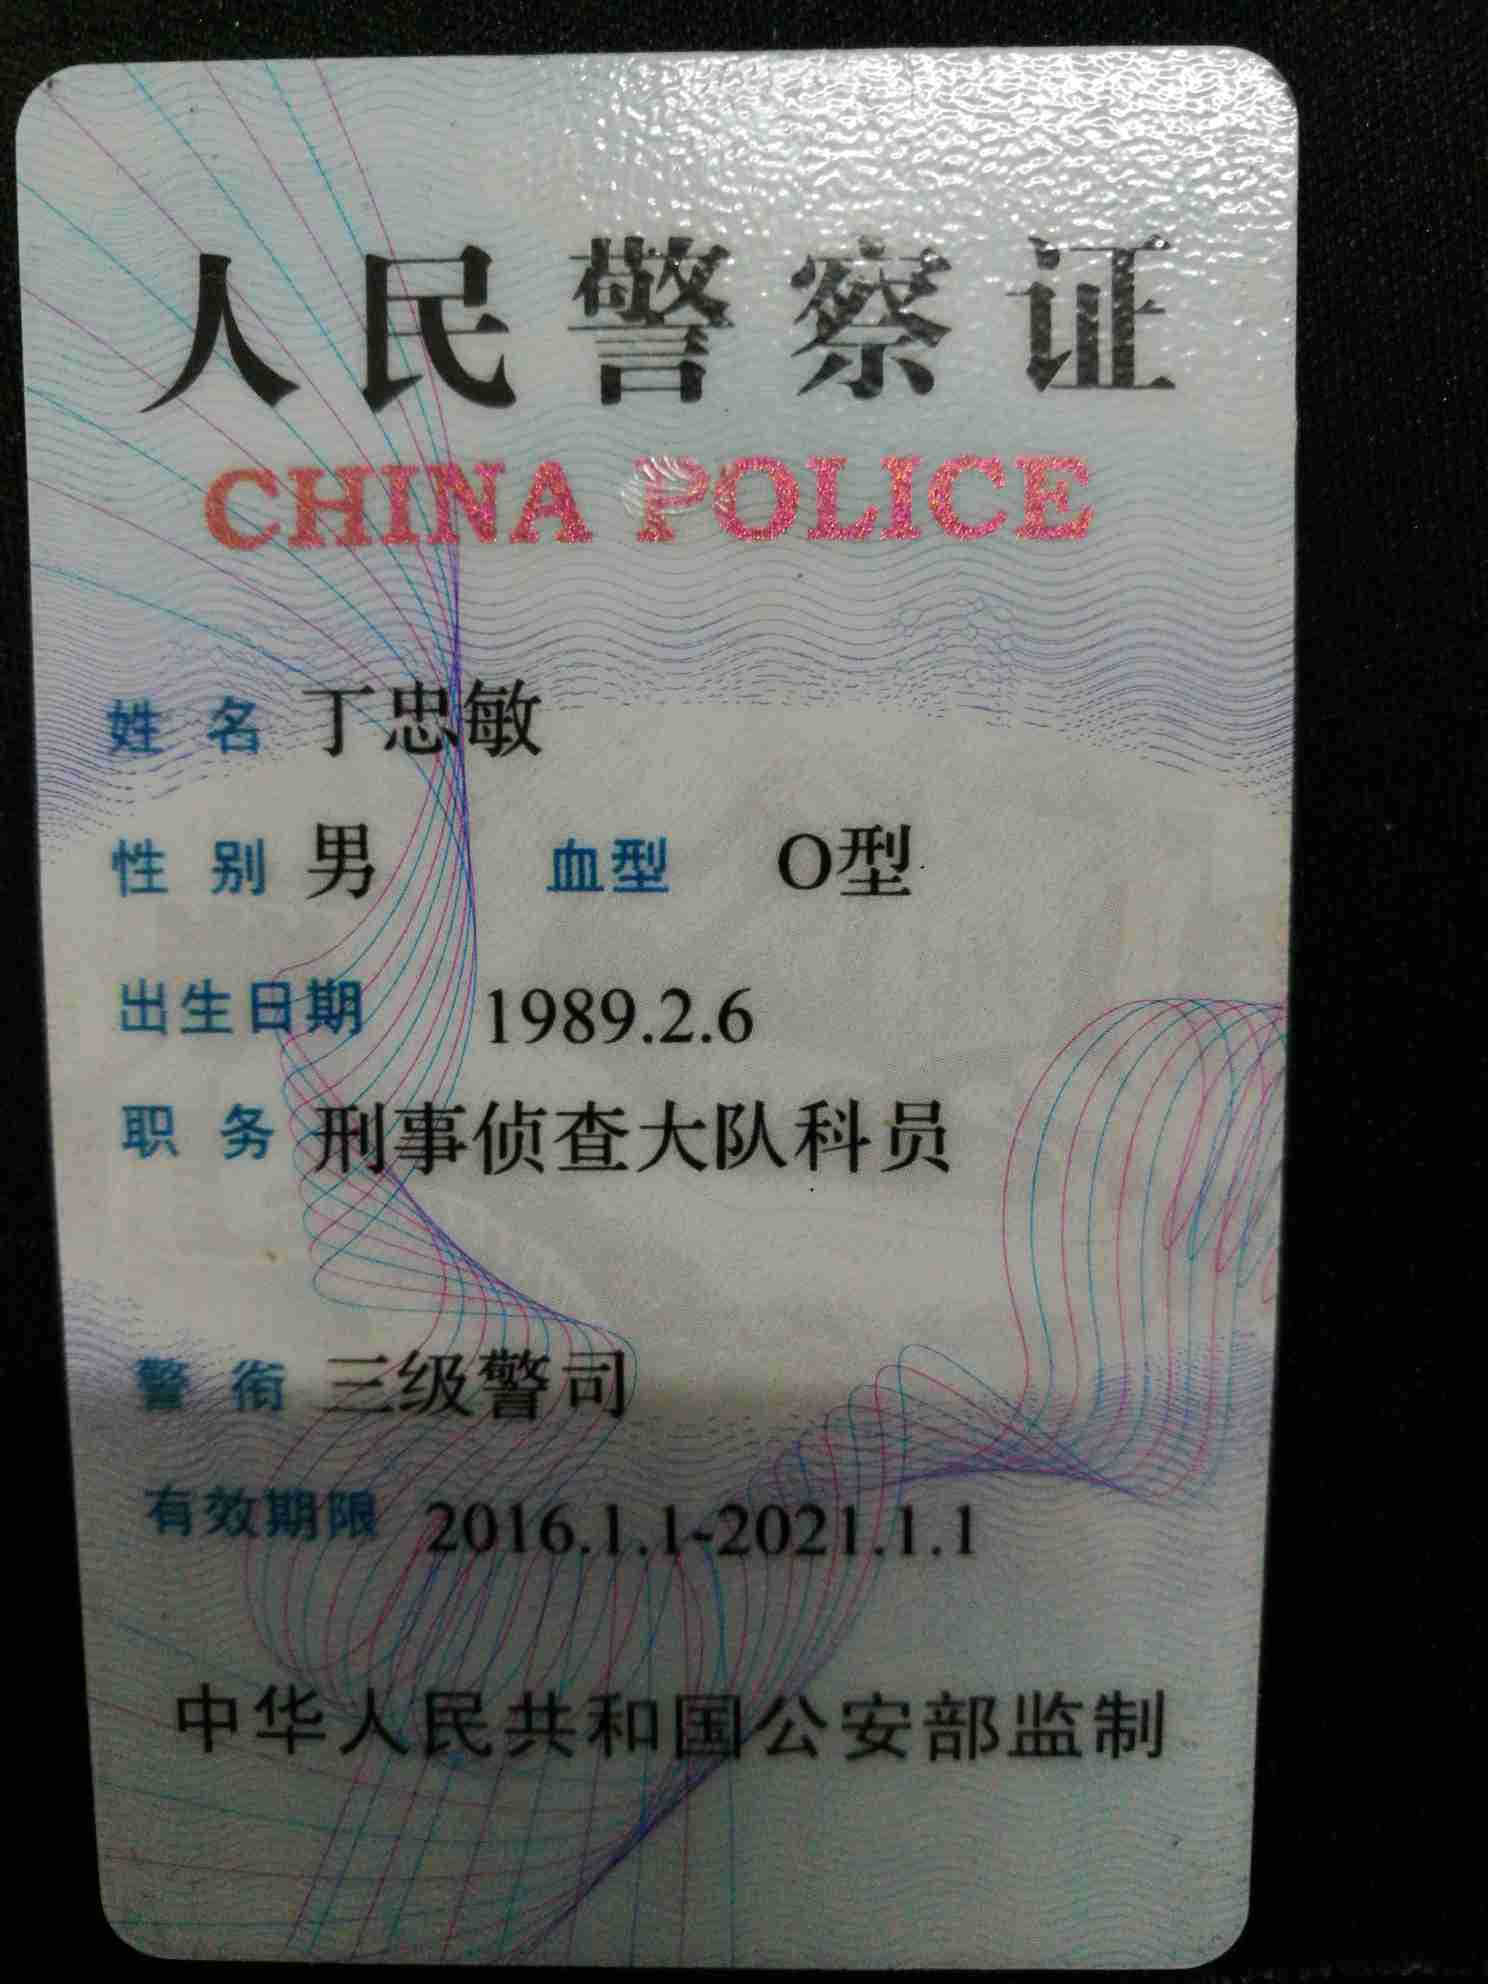 人民警察证
CHINA POLICE
姓名 丁忠敏
性别 男 血型 O型
出生日期 1989.2.6
职务 刑事侦查大队科员
警衔 三级警司
有效期限 2016.1.1-2021.1.1
中华人民共和国公安部监制